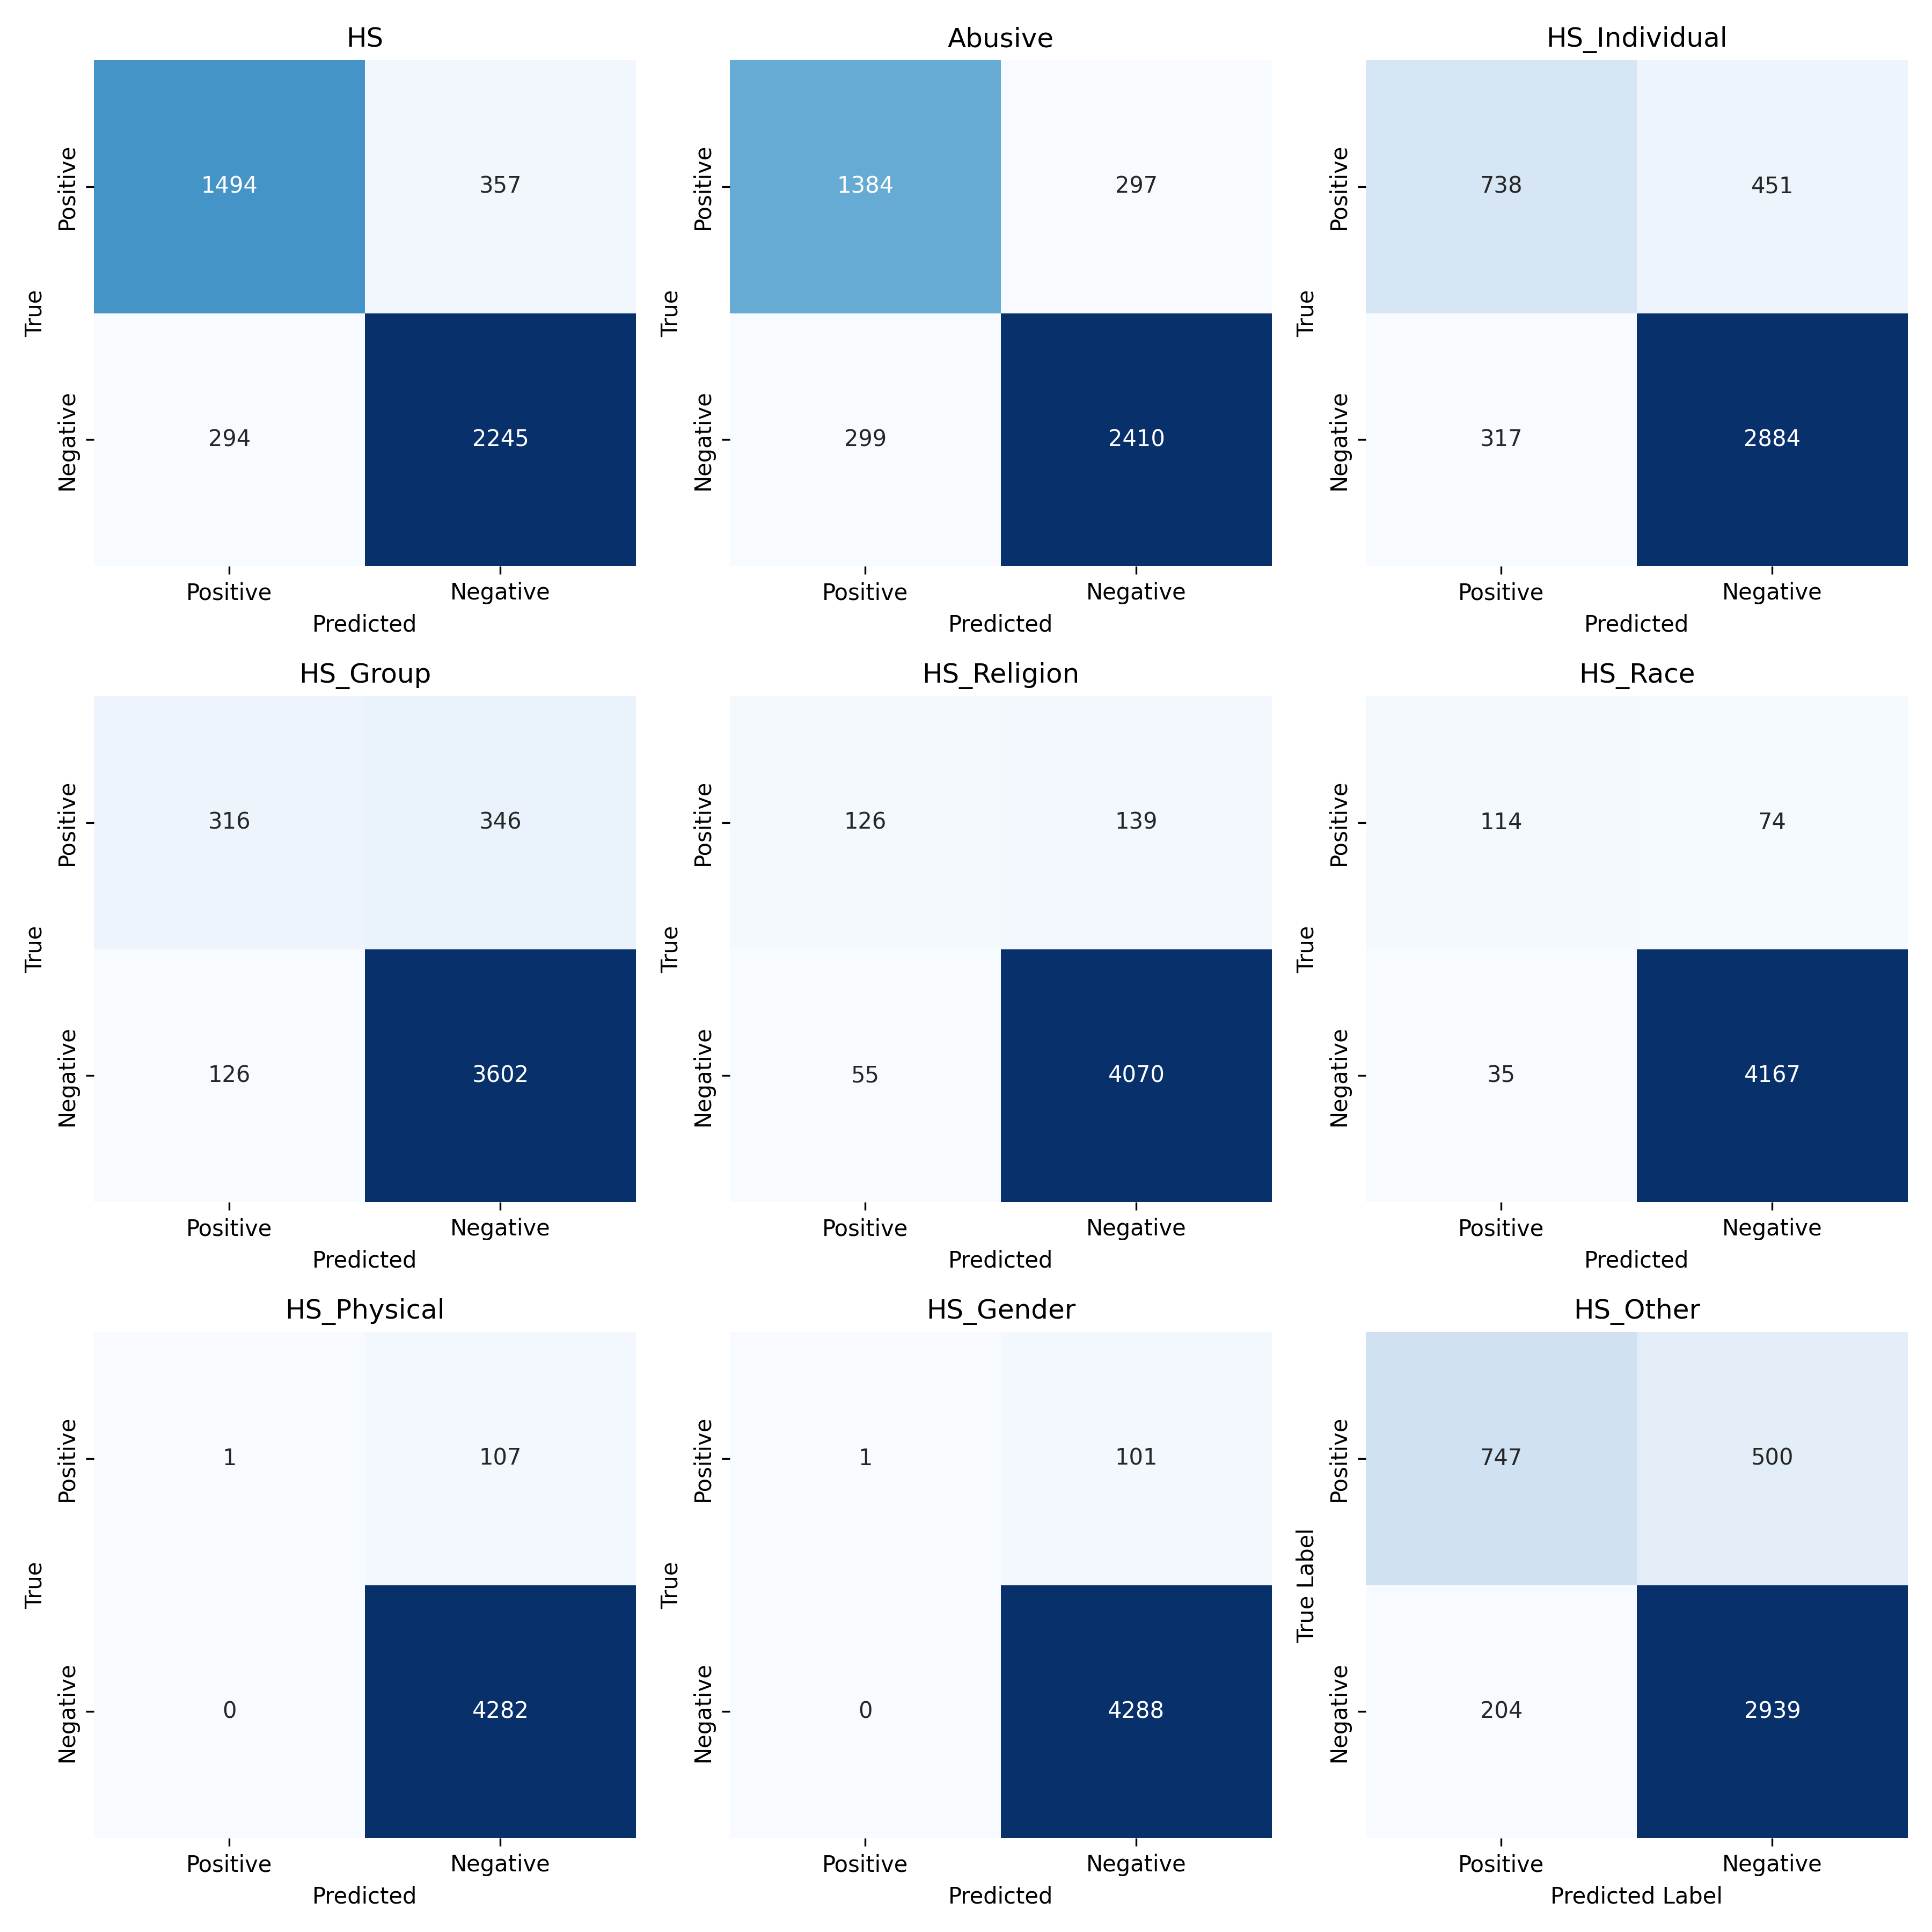 HS
Abusive
HS_Individual
True
Positive
1494
357
Negative
294
2245
Positive
Negative
Predicted
True
Positive
1384
297
Negative
299
2410
Positive
Negative
Predicted
True
Positive
738
451
Negative
317
2884
Positive
Negative
Predicted
HS_Group
HS_Religion
HS_Race
True
Positive
316
346
Negative
126
3602
Positive
Negative
Predicted
True
Positive
126
139
Negative
55
4070
Positive
Negative
Predicted
True
Positive
114
74
Negative
35
4167
Positive
Negative
Predicted
HS_Physical
HS_Gender
HS_Other
True
Positive
1
107
Negative
0
4282
Positive
Negative
Predicted
True
Positive
1
101
Negative
0
4288
Positive
Negative
Predicted
True Label
Positive
747
500
Negative
204
2939
Positive
Negative
Predicted Label